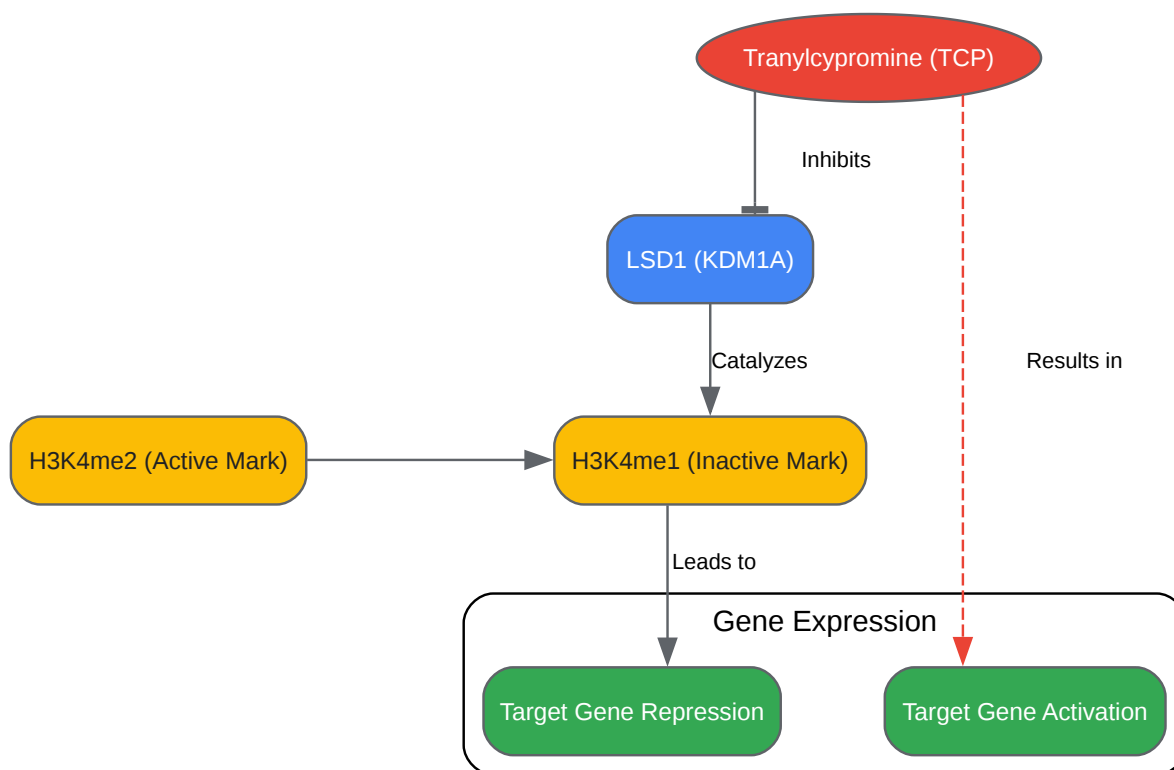 Tranylcypromine (TCP)
Inhibits
LSD1 (KDM1A)
Catalyzes
Results in
H3K4me2 (Active Mark)
H3K4me1 (Inactive Mark)
Leads to
Gene Expression
Target Gene Repression
Target Gene Activation